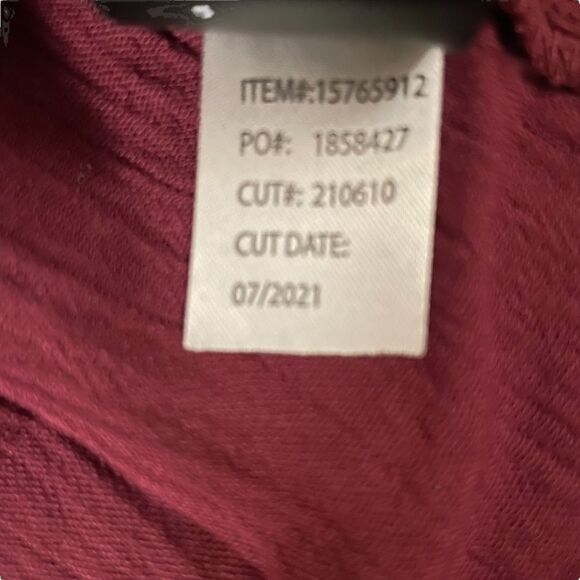 ITEM#:15765912
PO#: 1858427
CUT#: 210610
CUT DATE:
07/2021